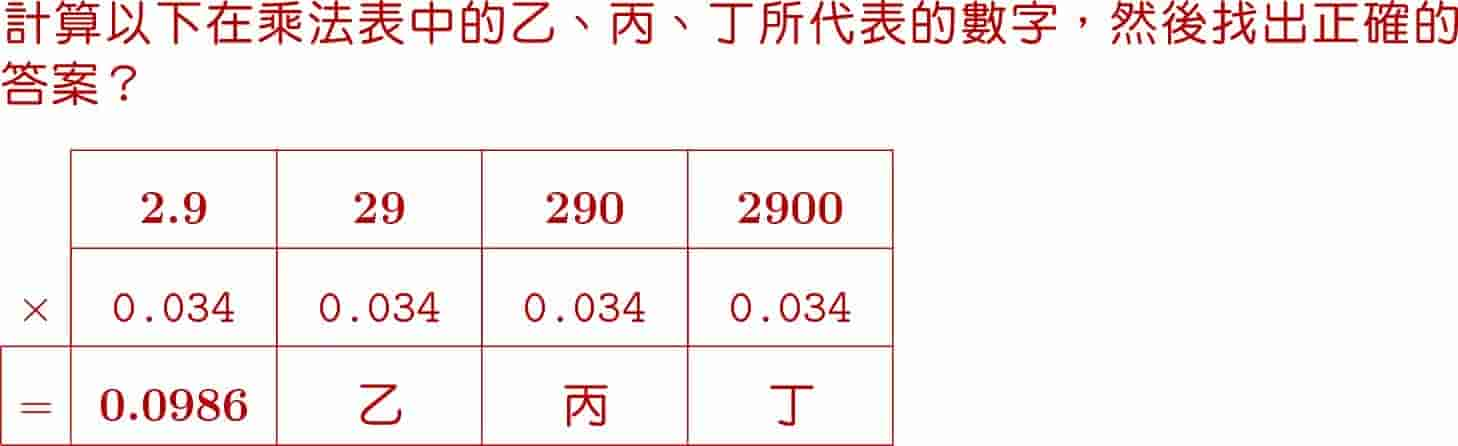 計算以下在乘法表中的乙、丙、丁所代表的數字，然後找出正確的
答案？
2.9 29 290 2900
× 0.034 0.034 0.034 0.034
= 0.0986 乙 丙 丁